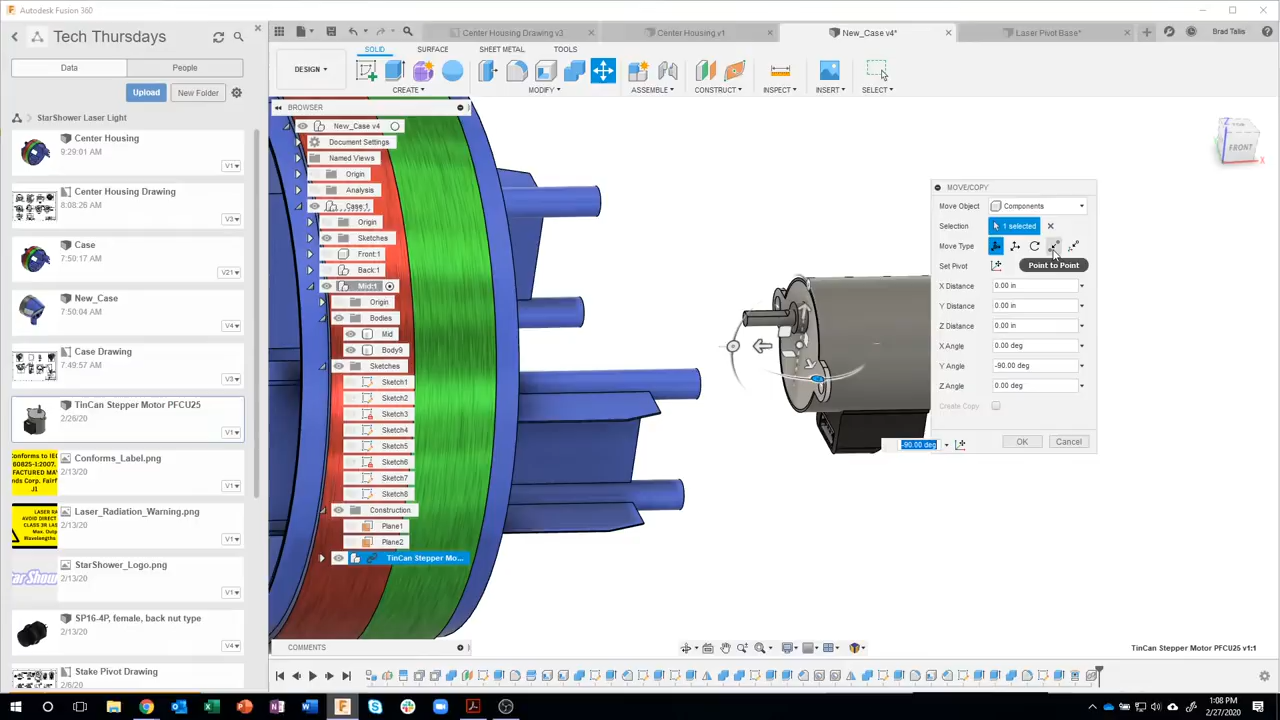 Autodesk Fusion 360
Tech Thursdays
Data
People
Upload
New Folder
StarShower Laser Light
Center Housing
9:29:01 AM
V1
Center Housing Drawing
8:08:26 AM
V3
Case
7:50:17 AM
V21
New_Case
7:50:04 AM
V4
Case Drawing
7:49:57 AM
V3
TinCan Stepper Motor PFCU25
2/26/20
V1
Conforms_Label.png
2/13/20
V1
Laser_Radiation_Warning.png
2/13/20
V1
StarShower_Logo.png
2/13/20
V1
SP16-4P, female, back nut type
2/13/20
V4
Stake Pivot Drawing
2/6/20
Center Housing Drawing v3
Center Housing v1
New_Case v4*
Laser Pivot Base*
Brad Tallis
DESIGN
SOLID
SURFACE
SHEET METAL
TOOLS
CREATE
MODIFY
ASSEMBLE
CONSTRUCT
INSPECT
INSERT
SELECT
BROWSER
New_Case v4
Document Settings
Named Views
Origin
Analysis
Case:1
Origin
Sketches
Front:1
Back:1
Mid:1
Origin
Bodies
Mid
Body9
Sketches
Sketch1
Sketch2
Sketch3
Sketch4
Sketch5
Sketch6
Sketch7
Sketch8
Construction
Plane1
Plane2
TinCan Stepper Mo...
FRONT
MOVE/COPY
Move Object
Components
Selection
1 selected
Move Type
Set Pivot
Point to Point
X Distance
0.00 in
Y Distance
0.00 in
Z Distance
0.00 in
X Angle
0.00 deg
Y Angle
-90.00 deg
Z Angle
0.00 deg
Create Copy
OK
Cancel
-90.00 deg
COMMENTS
TinCan Stepper Motor PFCU25 v1:1
1:08 PM
2/27/2020